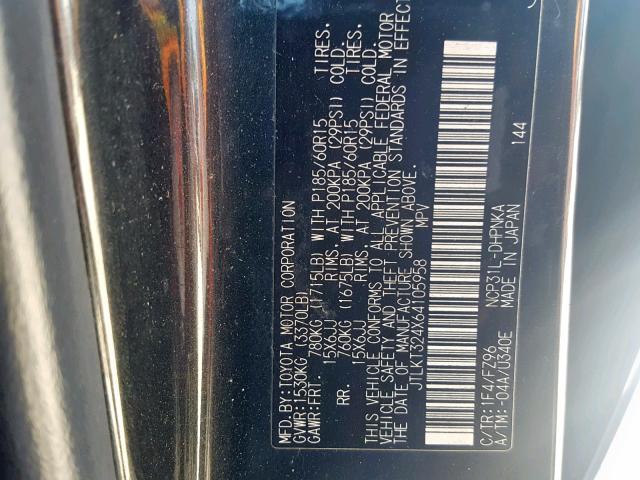 MFD.BY:TOYOTA MOTOR CORPORATION
GVWR:1530KG (3370LB)
GAWR:FRT. 780KG (1715LB) WITH P185/60R15 TIRES.
15X6JJ RIMS. AT 200KPA (29PSI) COLD.
RR. 760KG (1675LB) WITH P185/60R15 TIRES.
15X6JJ RIMS. AT 200KPA (29PSI) COLD.
THIS VEHICLE CONFORMS TO ALL APPLICABLE FEDERAL MOTOR
VEHICLE SAFETY AND THEFT PREVENTION STANDARDS IN EFFECT
ON THE DATE OF MANUFACTURE SHOWN ABOVE.
JTLKT324X64105958 MPV
C/TR:1F4/FZ96 NCP31L-DHPNKA
A/TM:-04A/U340E MADE IN JAPAN
144